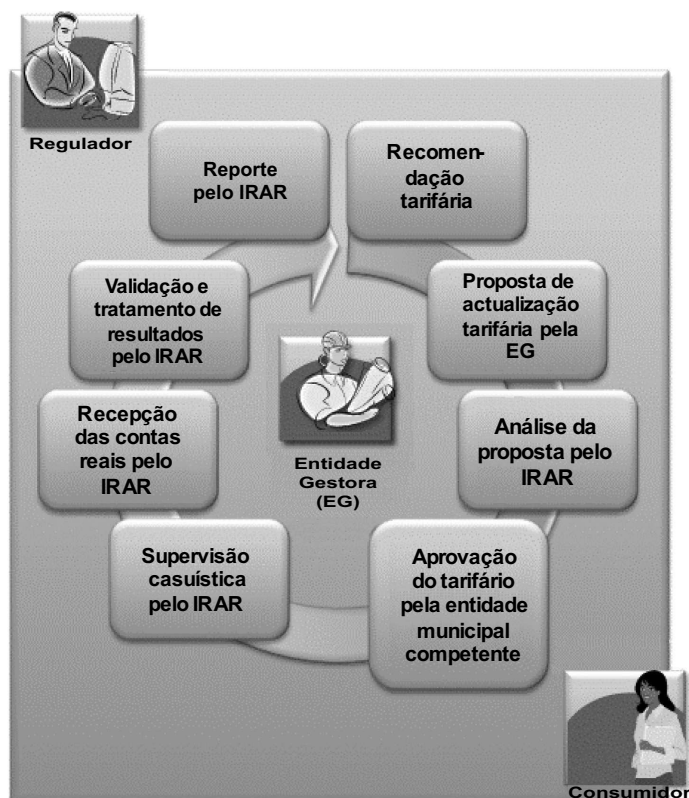 Regulador
Recomen-
dação
tarifária
Proposta de
actualização
tarifária pela
EG
Análise da
proposta pelo
IRAR
Aprovação
do tarifário
pela entidade
municipal
competente
Supervisão
casuística
pelo IRAR
Recepção
das contas
reais pelo
IRAR
Validação e
tratamento de
resultados
pelo IRAR
Reporte
pelo IRAR
Entidade
Gestora
(EG)
Consumidor